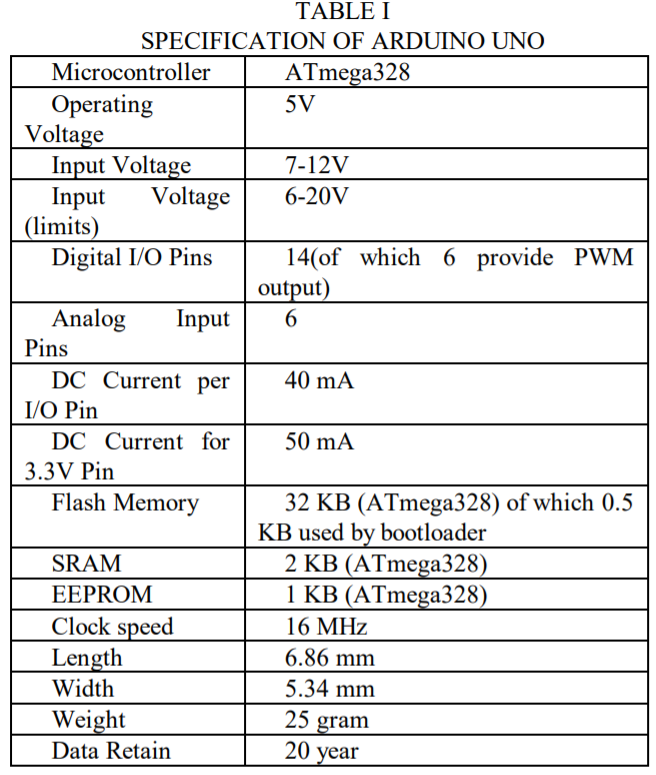 TABLE I
SPECIFICATION OF ARDUINO UNO
Microcontroller ATmega328
Operating Voltage 5V
Input Voltage 7-12V
Input Voltage (limits) 6-20V
Digital I/O Pins 14(of which 6 provide PWM output)
Analog Input Pins 6
DC Current per I/O Pin 40 mA
DC Current for 3.3V Pin 50 mA
Flash Memory 32 KB (ATmega328) of which 0.5 KB used by bootloader
SRAM 2 KB (ATmega328)
EEPROM 1 KB (ATmega328)
Clock speed 16 MHz
Length 6.86 mm
Width 5.34 mm
Weight 25 gram
Data Retain 20 year